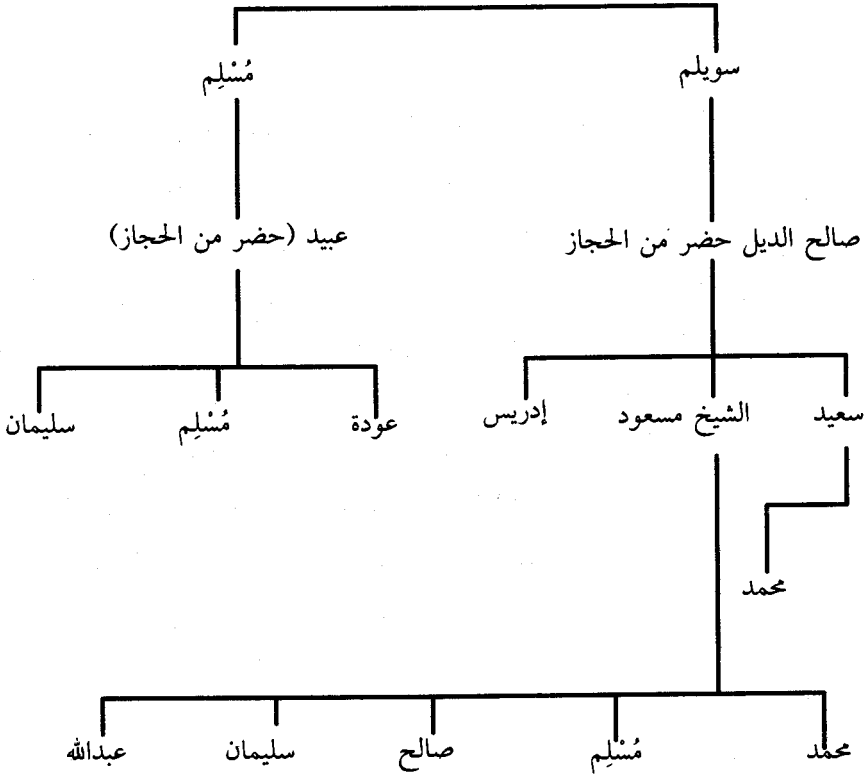 سويلم مُسْلِم
صالح الديل حضر من الحجاز عبيد (حضر من الحجاز)
سعيد الشيخ مسعود إدريس عودة مُسْلِم سليمان
محمد
محمد مُسْلِم صالح سليمان عبدالله